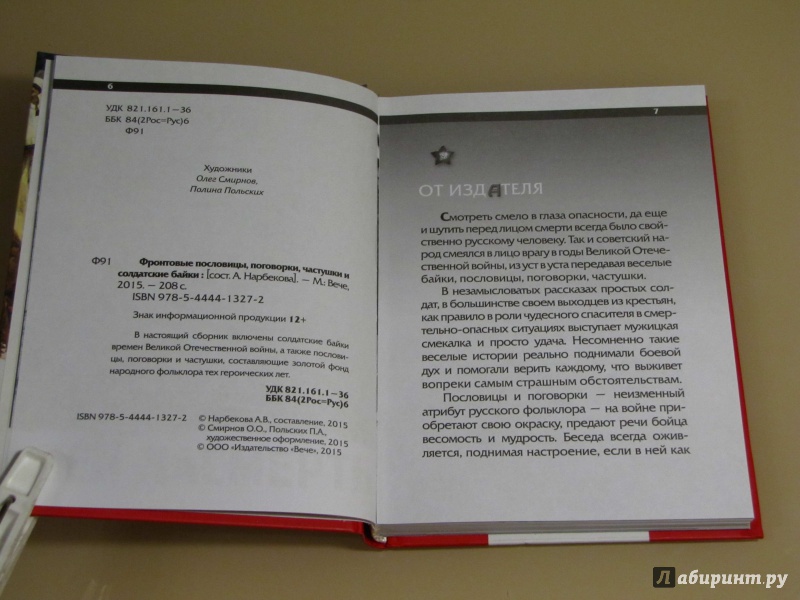 6
УДК 821.161.1—36
ББК 84(2Рос=Рус)6
Ф91
Художники
Олег Смирнов,
Полина Польских
Ф91 Фронтовые пословицы, поговорки, частушки и
солдатские байки : [сост. А. Нарбекова]. — М.: Вече,
2015. — 208 с.
ISBN 978-5-4444-1327-2
Знак информационной продукции 12+
В настоящий сборник включены солдатские байки
времен Великой Отечественной войны, а также послови-
цы, поговорки и частушки, составляющие золотой фонд
народного фольклора тех героических лет.
УДК 821.161.1—36
ББК 84(2Рос=Рус)6
ISBN 978-5-4444-1327-2 © Нарбекова А.В., составление, 2015
© Смирнов О.О., Польских П.А.,
художественное оформление, 2015
© ООО «Издательство «Вече», 2015
7
ОТ ИЗДАТЕЛЯ
Смотреть смело в глаза опасности, да еще
и шутить перед лицом смерти всегда было свой-
ственно русскому человеку. Так и советский на-
род смеялся в лицо врагу в годы Великой Отече-
ственной войны, из уст в уста передавая веселые
байки, пословицы, поговорки, частушки.
В незамысловатых рассказах простых сол-
дат, в большинстве своем выходцев из крестьян,
как правило в роли чудесного спасителя в смер-
тельно-опасных ситуациях выступает мужицкая
смекалка и просто удача. Несомненно такие
веселые истории реально поднимали боевой
дух и помогали верить каждому, что выживет
вопреки самым страшным обстоятельствам.
Пословицы и поговорки — неизменный
атрибут русского фольклора — на войне при-
обретают свою окраску, предают речи бойца
весомость и мудрость. Беседа всегда ожив-
ляется, поднимая настроение, если в ней как
Лабиринт.ру